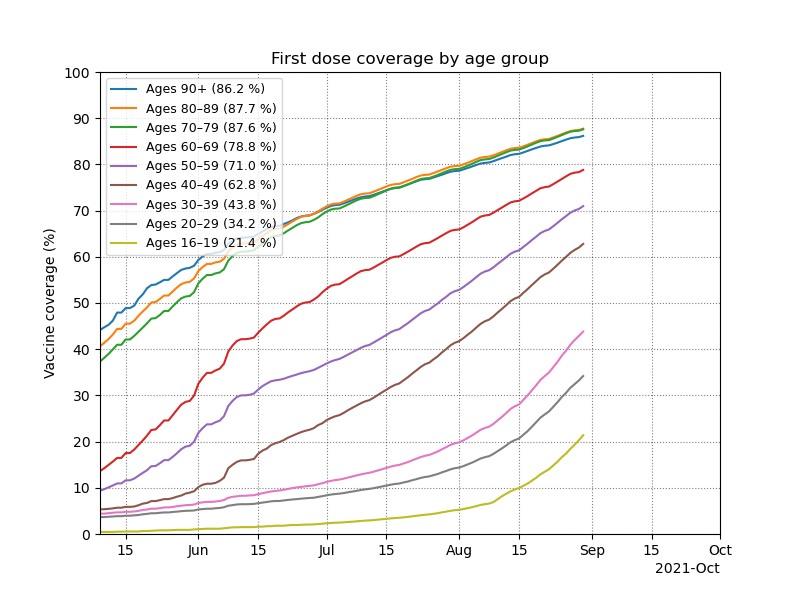 First dose coverage by age group
Vaccine coverage (%)
100
90
80
70
60
50
40
30
20
10
0
Ages 90+ (86.2 %)
Ages 80–89 (87.7 %)
Ages 70–79 (87.6 %)
Ages 60–69 (78.8 %)
Ages 50–59 (71.0 %)
Ages 40–49 (62.8 %)
Ages 30–39 (43.8 %)
Ages 20–29 (34.2 %)
Ages 16–19 (21.4 %)
15 Jun 15 Jul 15 Aug 15 Sep 15 Oct
2021-Oct